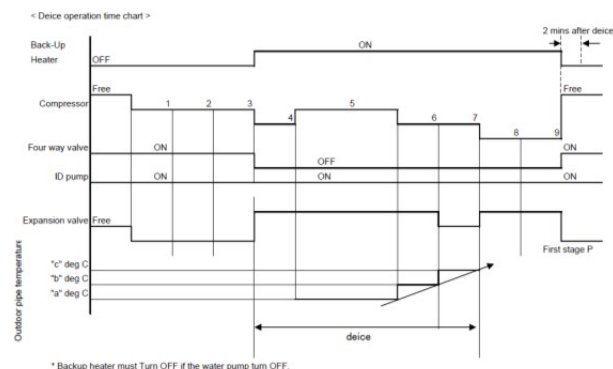 < Deice operation time chart >
2 mins after deice
Back-Up
Heater
OFF
ON
Free
Free
Compressor
1
2
3
4
5
6
7
8
9
Four way valve
ON
OFF
ON
ID pump
ON
ON
ON
Expansion valve
Free
First stage P
Outdoor pipe temperature
"c" deg C
"b" deg C
"a" deg C
deice
* Backup heater must Turn OFF if the water pump turn OFF.